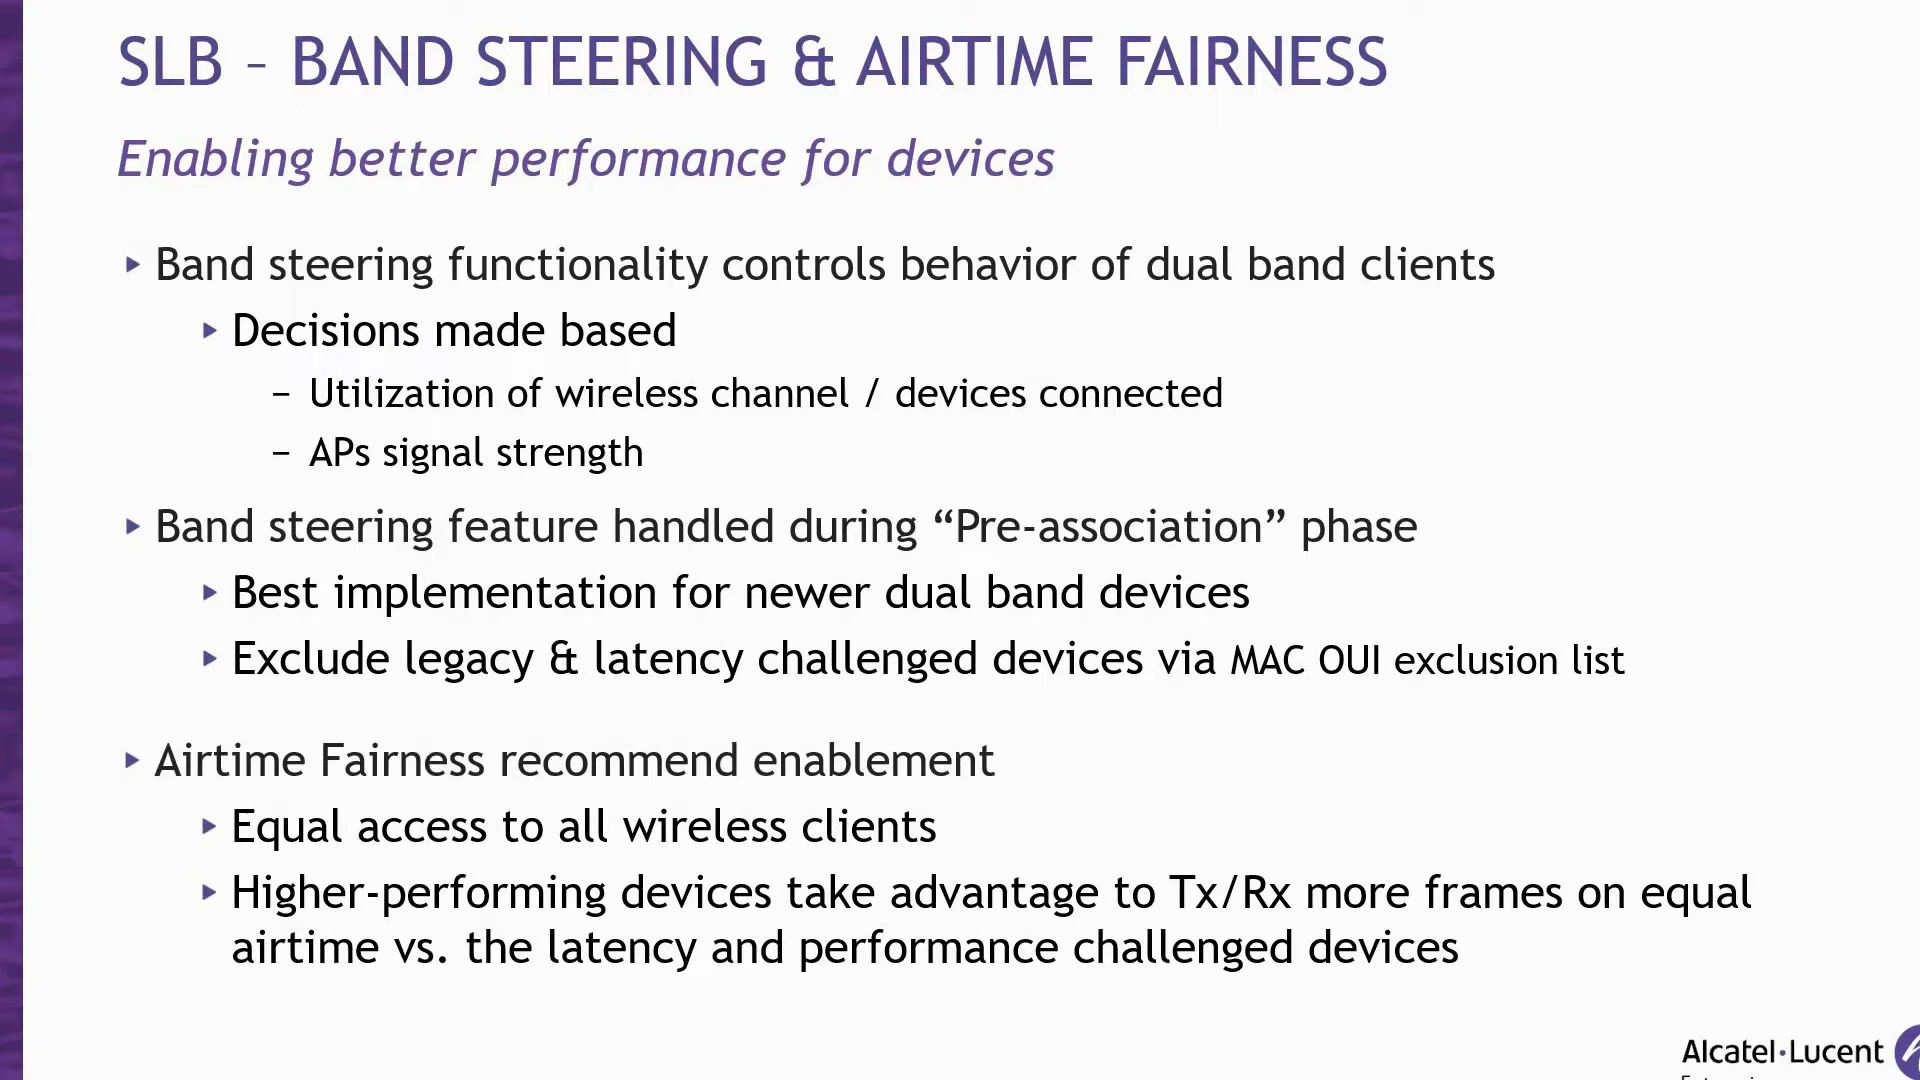 SLB – BAND STEERING & AIRTIME FAIRNESS
Enabling better performance for devices
Band steering functionality controls behavior of dual band clients
Decisions made based
– Utilization of wireless channel / devices connected
– APs signal strength
Band steering feature handled during “Pre-association” phase
Best implementation for newer dual band devices
Exclude legacy & latency challenged devices via MAC OUI exclusion list
Airtime Fairness recommend enablement
Equal access to all wireless clients
Higher-performing devices take advantage to Tx/Rx more frames on equal
airtime vs. the latency and performance challenged devices
Alcatel·Lucent